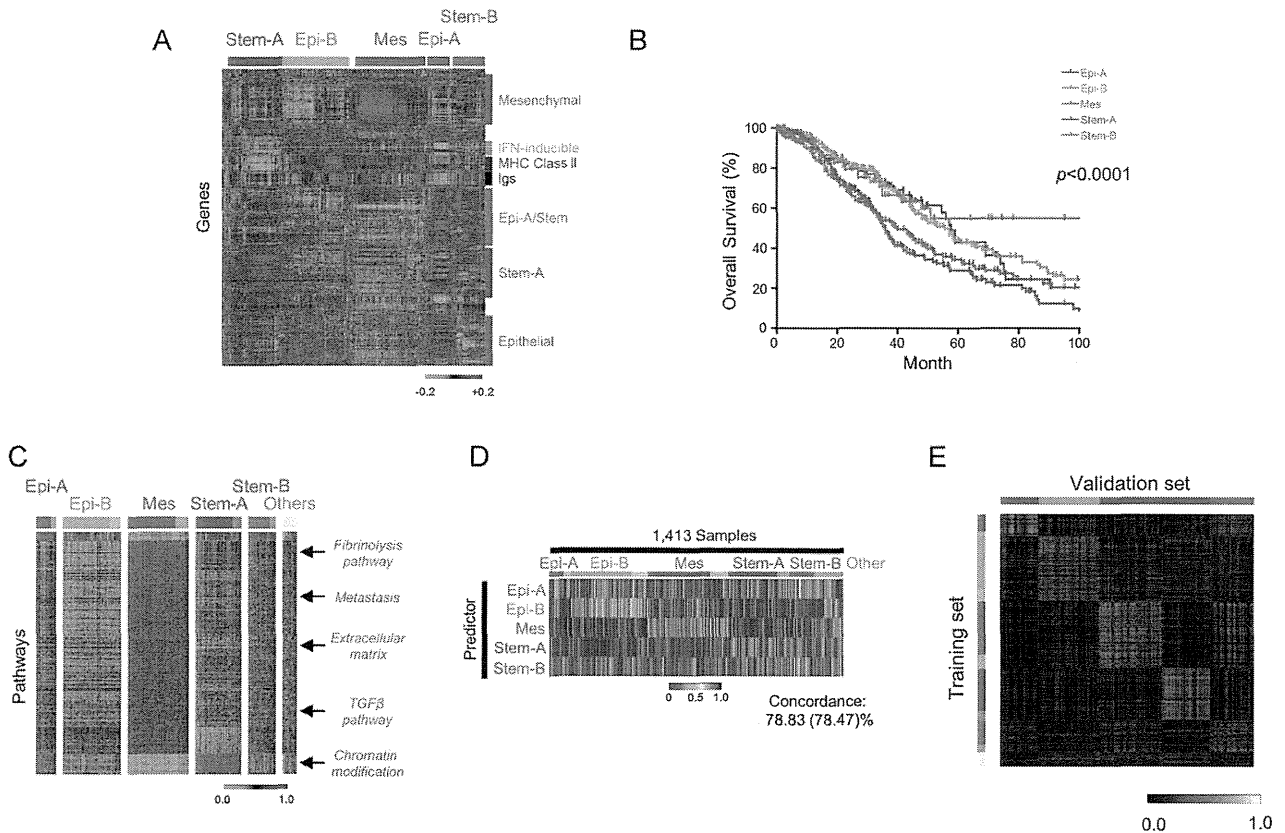 A
Stem-B
Stem-A Epi-B Mes Epi-A
Genes
Mesenchymal
IFN-inducible
MHC Class II
Igs
Epi-A/Stem
Stem-A
Epithelial
-0.2 +0.2
B
Epi-A
Epi-B
Mes
Stem-A
Stem-B
p<0.0001
Overall Survival (%)
100
80
60
40
20
0
0 20 40 60 80 100
Month
C
Epi-A Stem-B
Epi-B Mes Stem-A Others
Pathways
Fibrinolysis
pathway
Metastasis
Extracellular
matrix
TGFβ
pathway
Chromatin
modification
0.0 1.0
D
1,413 Samples
Epi-A Epi-B Mes Stem-A Stem-B Other
Predictor
Epi-A
Epi-B
Mes
Stem-A
Stem-B
0 0.5 1.0
Concordance:
78.83 (78.47)%
E
Validation set
Training set
0.0 1.0